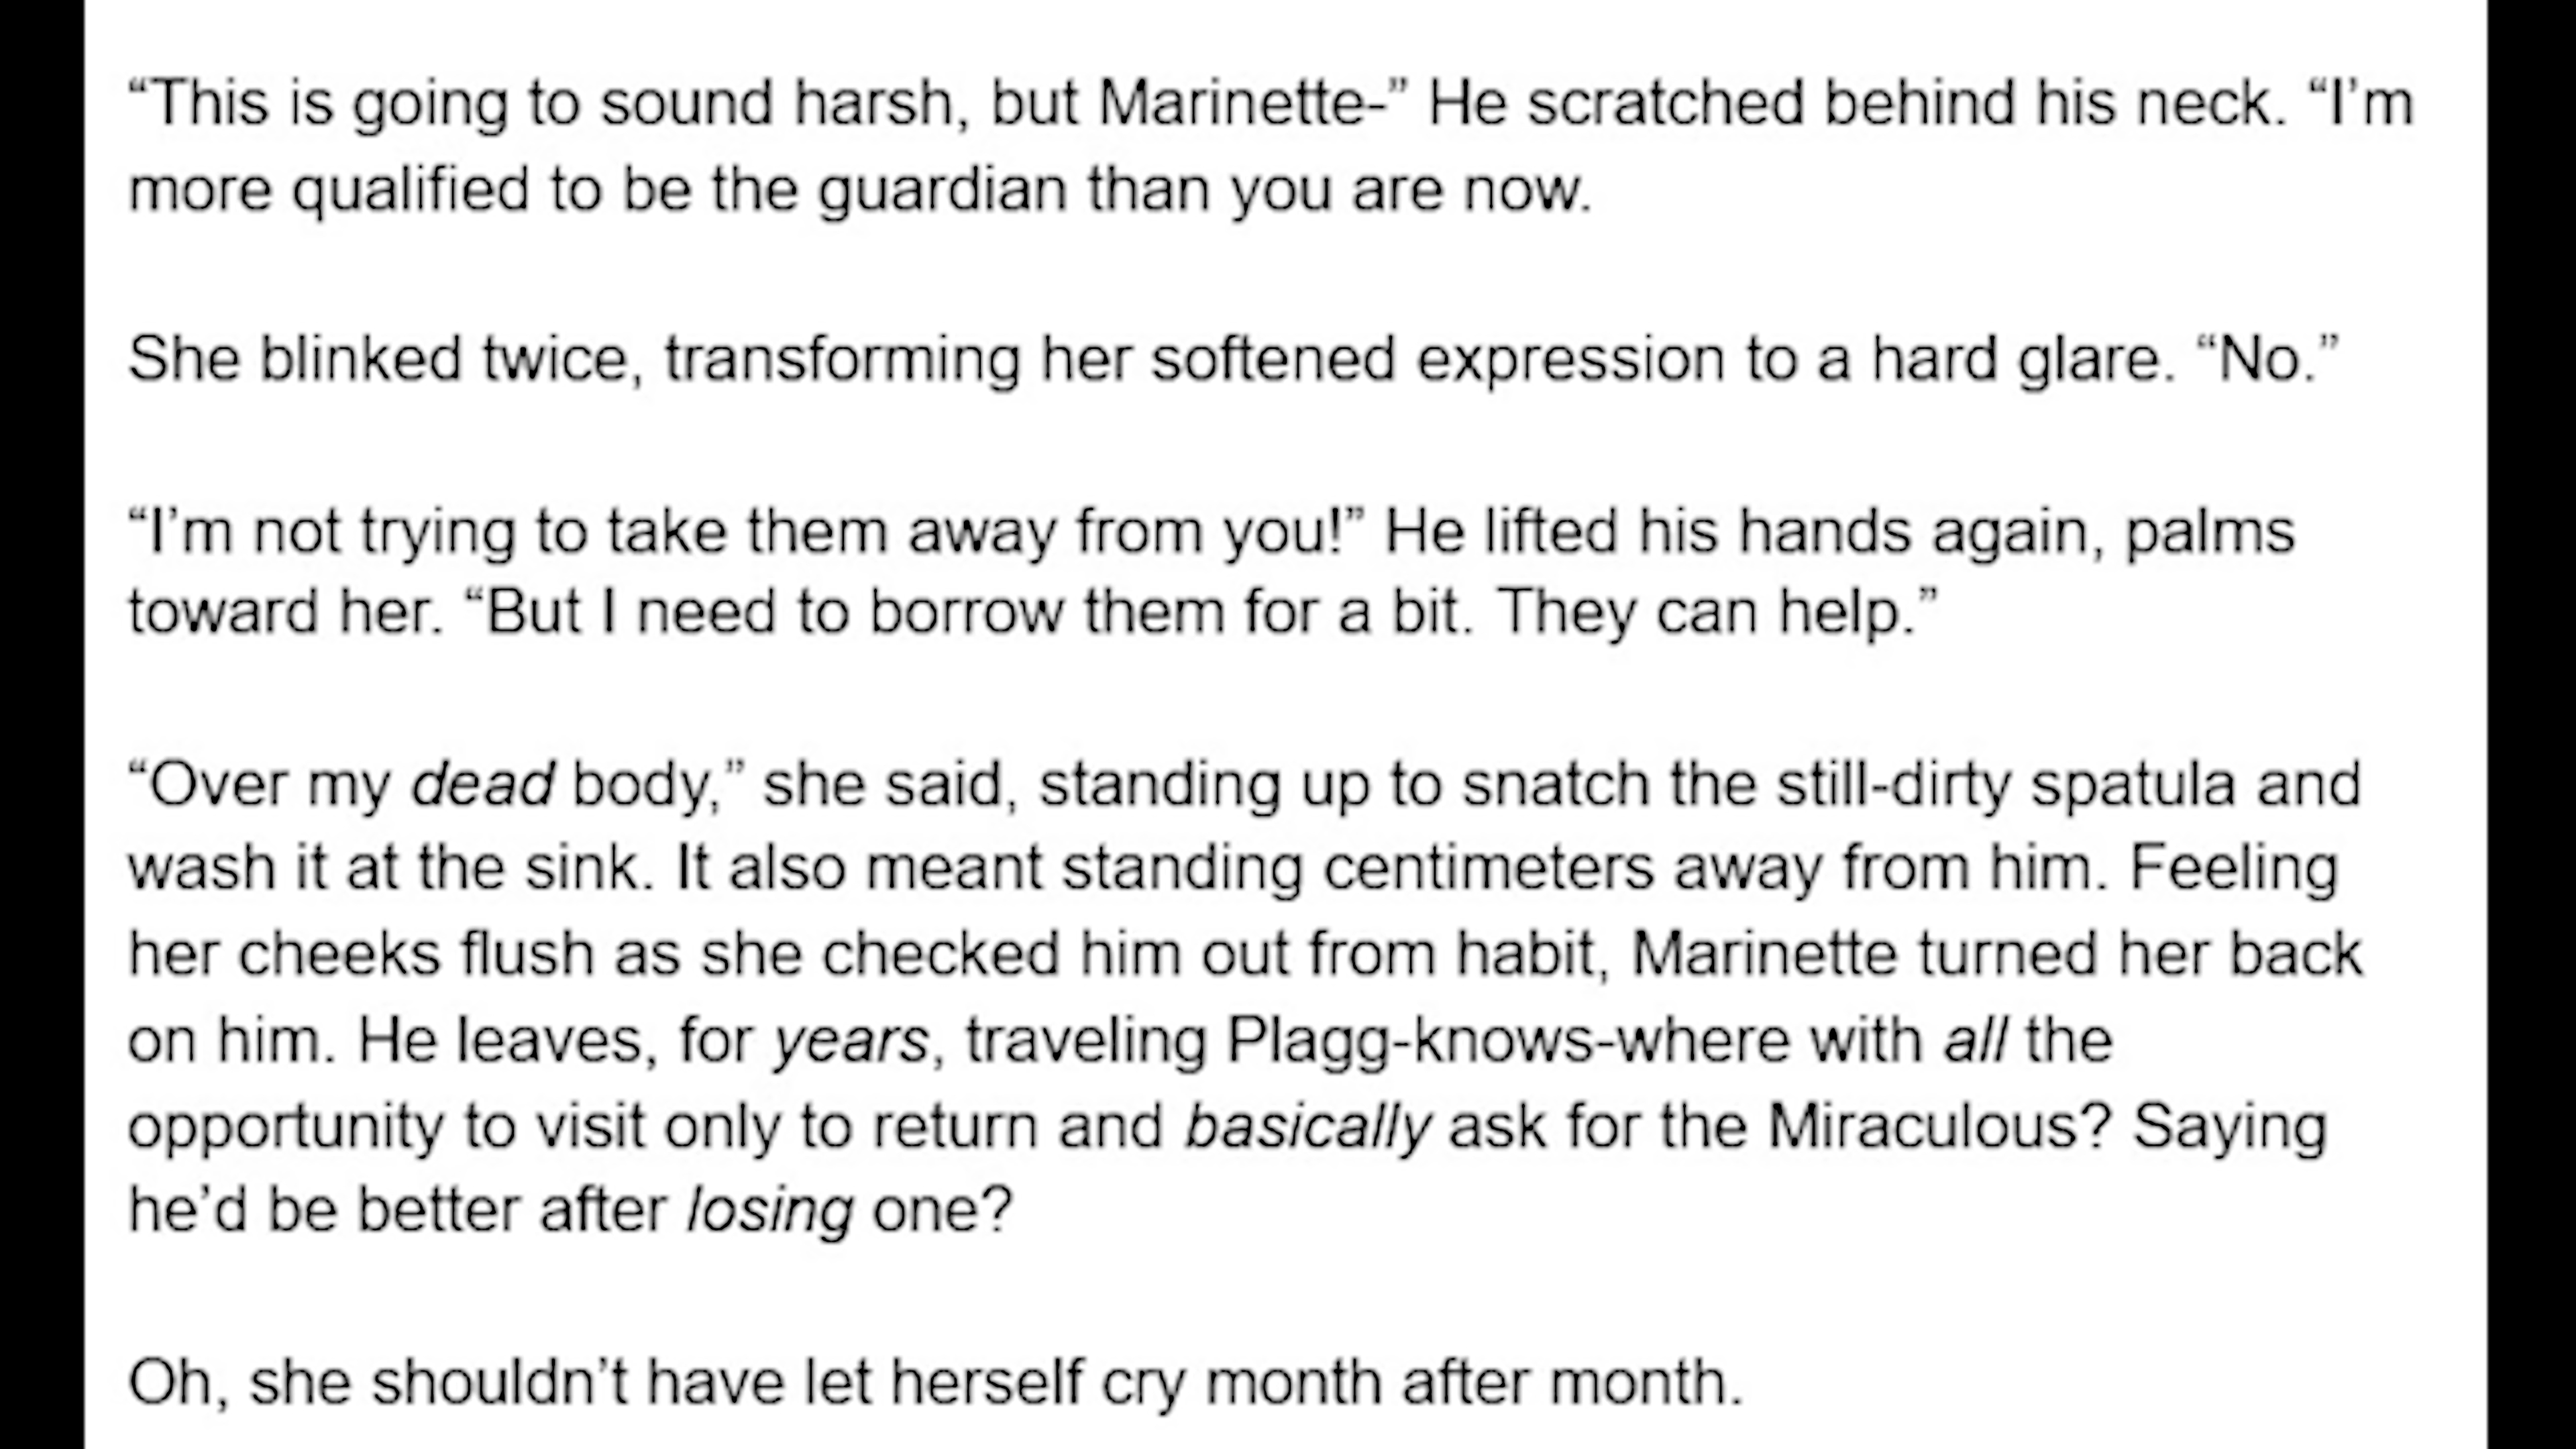 “This is going to sound harsh, but Marinette-” He scratched behind his neck. “I’m
more qualified to be the guardian than you are now.
She blinked twice, transforming her softened expression to a hard glare. “No.”
“I’m not trying to take them away from you!” He lifted his hands again, palms
toward her. “But I need to borrow them for a bit. They can help.”
“Over my dead body,” she said, standing up to snatch the still-dirty spatula and
wash it at the sink. It also meant standing centimeters away from him. Feeling
her cheeks flush as she checked him out from habit, Marinette turned her back
on him. He leaves, for years, traveling Plagg-knows-where with all the
opportunity to visit only to return and basically ask for the Miraculous? Saying
he’d be better after losing one?
Oh, she shouldn’t have let herself cry month after month.